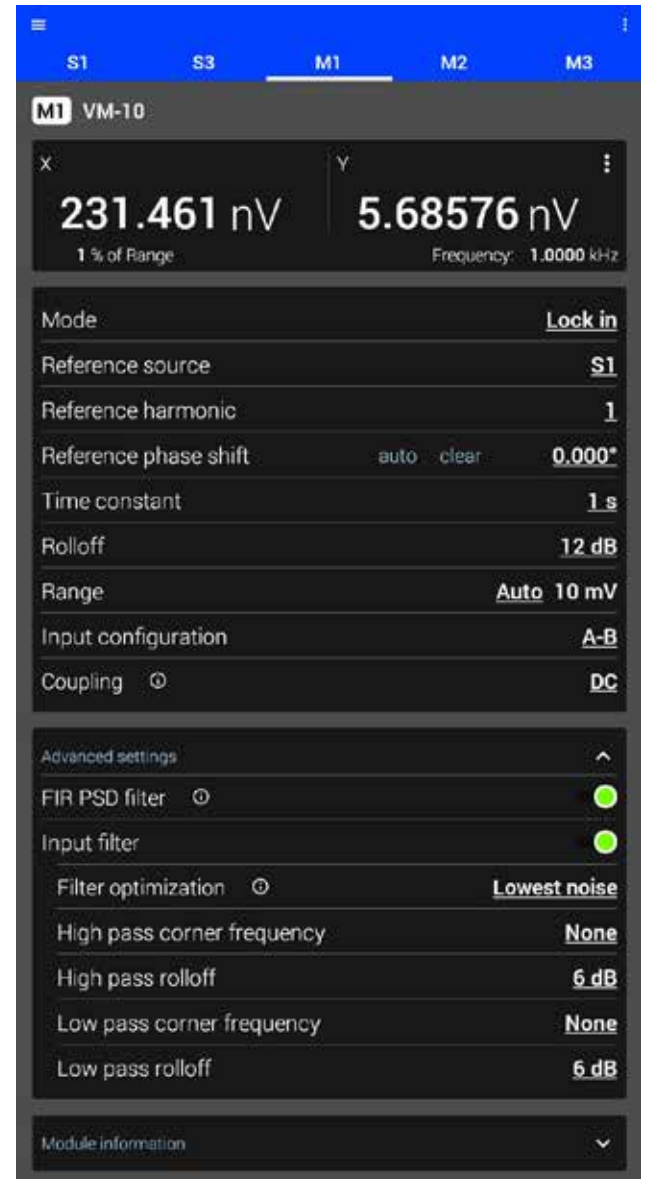 S1 S3 M1 M2 M3
M1 VM-10
X Y
231.461 nV 5.68576 nV
1 % of Range Frequency: 1.0000 kHz
Mode Lock in
Reference source S1
Reference harmonic 1
Reference phase shift auto clear 0.000°
Time constant 1 s
Rolloff 12 dB
Range Auto 10 mV
Input configuration A-B
Coupling DC
Advanced settings
FIR PSD filter
Input filter
Filter optimization Lowest noise
High pass corner frequency None
High pass rolloff 6 dB
Low pass corner frequency None
Low pass rolloff 6 dB
Module information